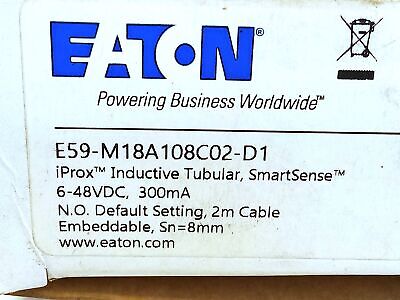 EATON
Powering Business Worldwide™
E59-M18A108C02-D1
iProx™ Inductive Tubular, SmartSense™
6-48VDC, 300mA
N.O. Default Setting, 2m Cable
Embeddable, Sn=8mm
www.eaton.com